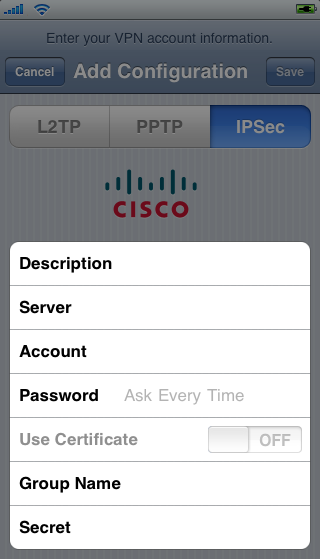 Enter your VPN account information.
Cancel Add Configuration Save
L2TP PPTP IPSec
CISCO
Description
Server
Account
Password Ask Every Time
Use Certificate OFF
Group Name
Secret